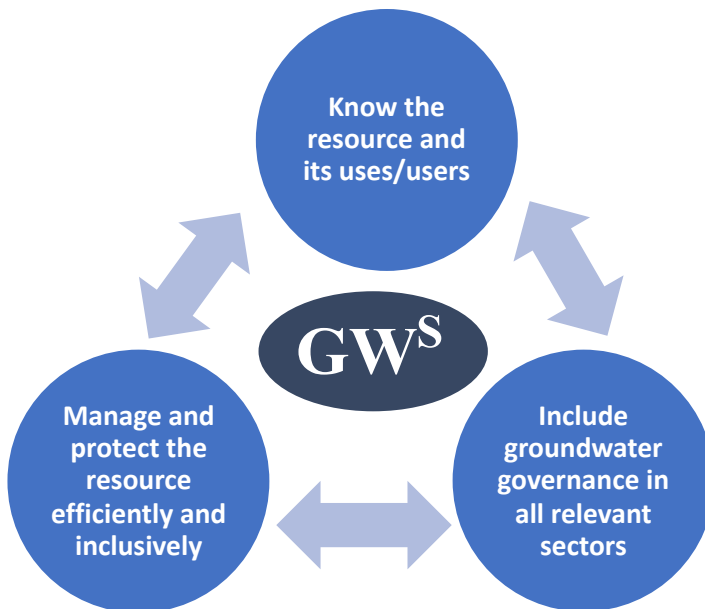 Know the
resource and
its uses/users
GWS
Manage and
protect the
resource
efficiently and
inclusively
Include
groundwater
governance in
all relevant
sectors